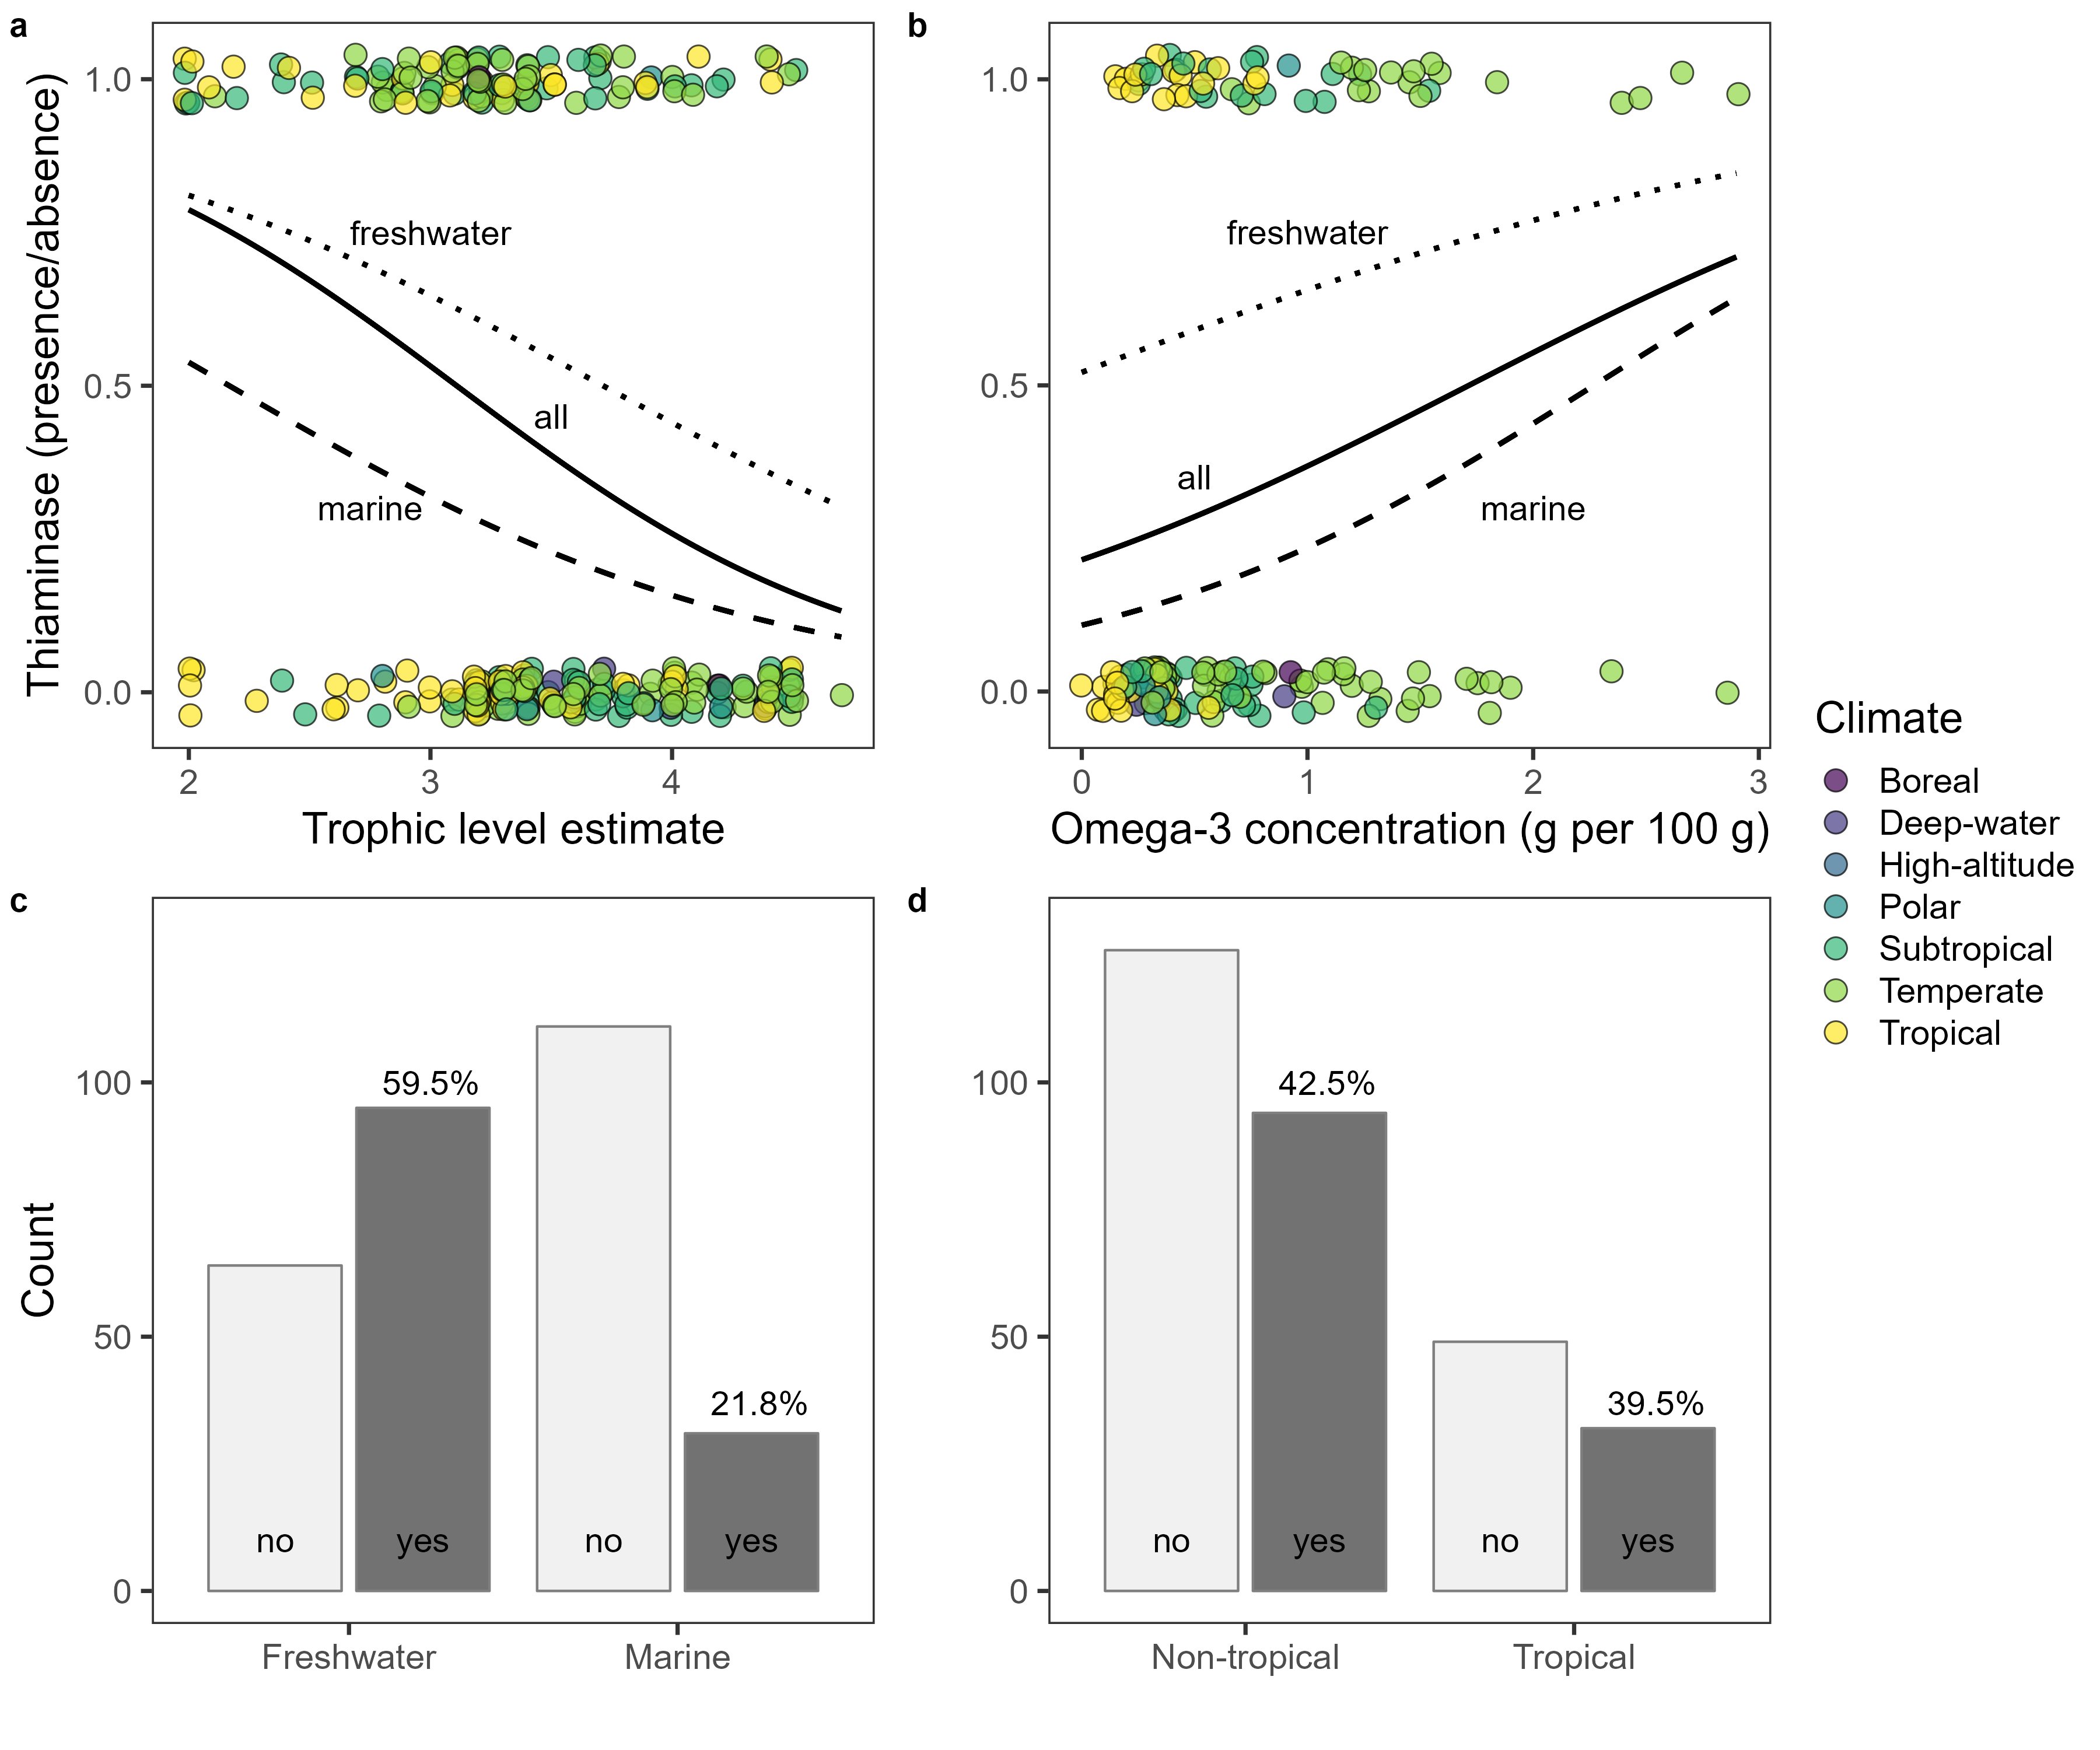 a
b
Thiaminase (presence/absence)
1.0
0.5
0.0
freshwater
all
marine
2
3
4
Trophic level estimate
1.0
0.5
0.0
freshwater
all
marine
0
1
2
3
Omega-3 concentration (g per 100 g)
Climate
Boreal
Deep-water
High-altitude
Polar
Subtropical
Temperate
Tropical
c
d
Count
100
50
0
59.5%
21.8%
no
yes
no
yes
Freshwater
Marine
100
50
0
42.5%
39.5%
no
yes
no
yes
Non-tropical
Tropical